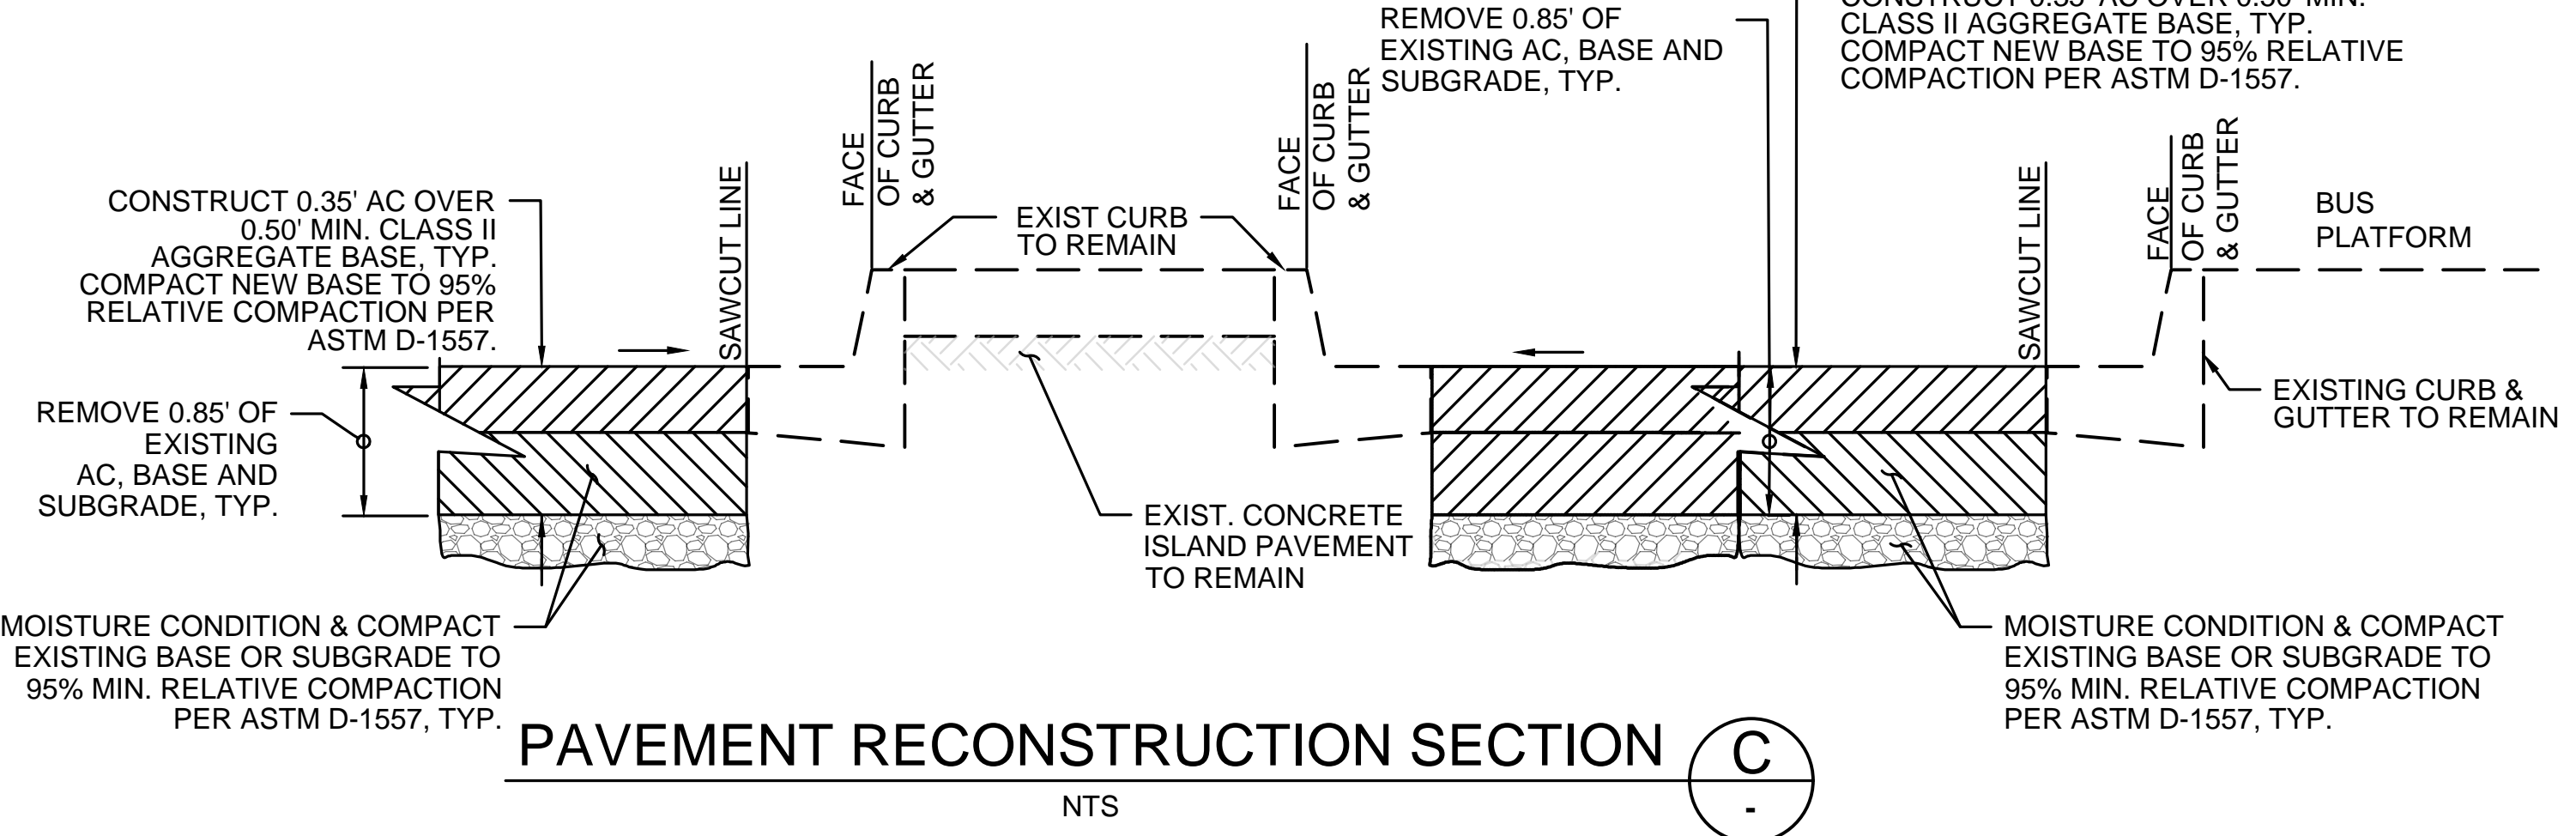 REMOVE 0.85' OF
EXISTING AC, BASE AND
SUBGRADE, TYP.
CLASS II AGGREGATE BASE, TYP.
COMPACT NEW BASE TO 95% RELATIVE
COMPACTION PER ASTM D-1557.
CONSTRUCT 0.35' AC OVER
0.50' MIN. CLASS II
AGGREGATE BASE, TYP.
COMPACT NEW BASE TO 95%
RELATIVE COMPACTION PER
ASTM D-1557.
SAWCUT LINE
FACE
OF CURB
& GUTTER
EXIST CURB
TO REMAIN
FACE
OF CURB
& GUTTER
SAWCUT LINE
FACE
OF CURB
& GUTTER
BUS
PLATFORM
REMOVE 0.85' OF
EXISTING
AC, BASE AND
SUBGRADE, TYP.
EXISTING CURB &
GUTTER TO REMAIN
EXIST. CONCRETE
ISLAND PAVEMENT
TO REMAIN
MOISTURE CONDITION & COMPACT
EXISTING BASE OR SUBGRADE TO
95% MIN. RELATIVE COMPACTION
PER ASTM D-1557, TYP.
MOISTURE CONDITION & COMPACT
EXISTING BASE OR SUBGRADE TO
95% MIN. RELATIVE COMPACTION
PER ASTM D-1557, TYP.
PAVEMENT RECONSTRUCTION SECTION
C
-
NTS